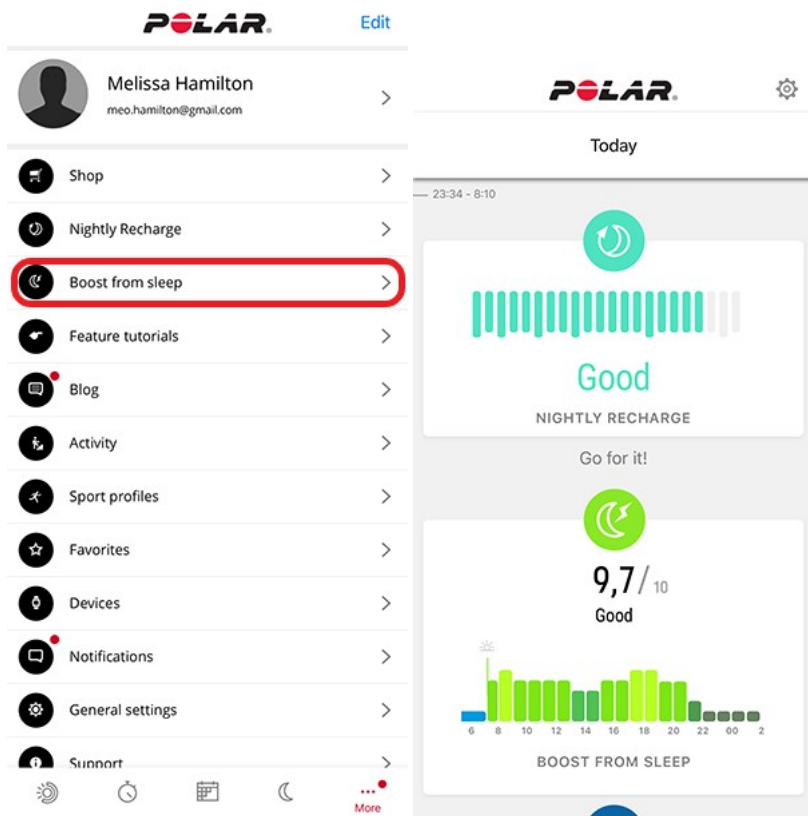 POLAR
Edit
Melissa Hamilton
meo.hamilton@gmail.com
Shop
Nightly Recharge
Boost from sleep
Feature tutorials
Blog
Activity
Sport profiles
Favorites
Devices
Notifications
General settings
Support
More
POLAR
Today
23:34 - 8:10
Good
NIGHTLY RECHARGE
Go for it!
9,7/10
Good
6 8 10 12 14 16 18 20 22 00 2
BOOST FROM SLEEP